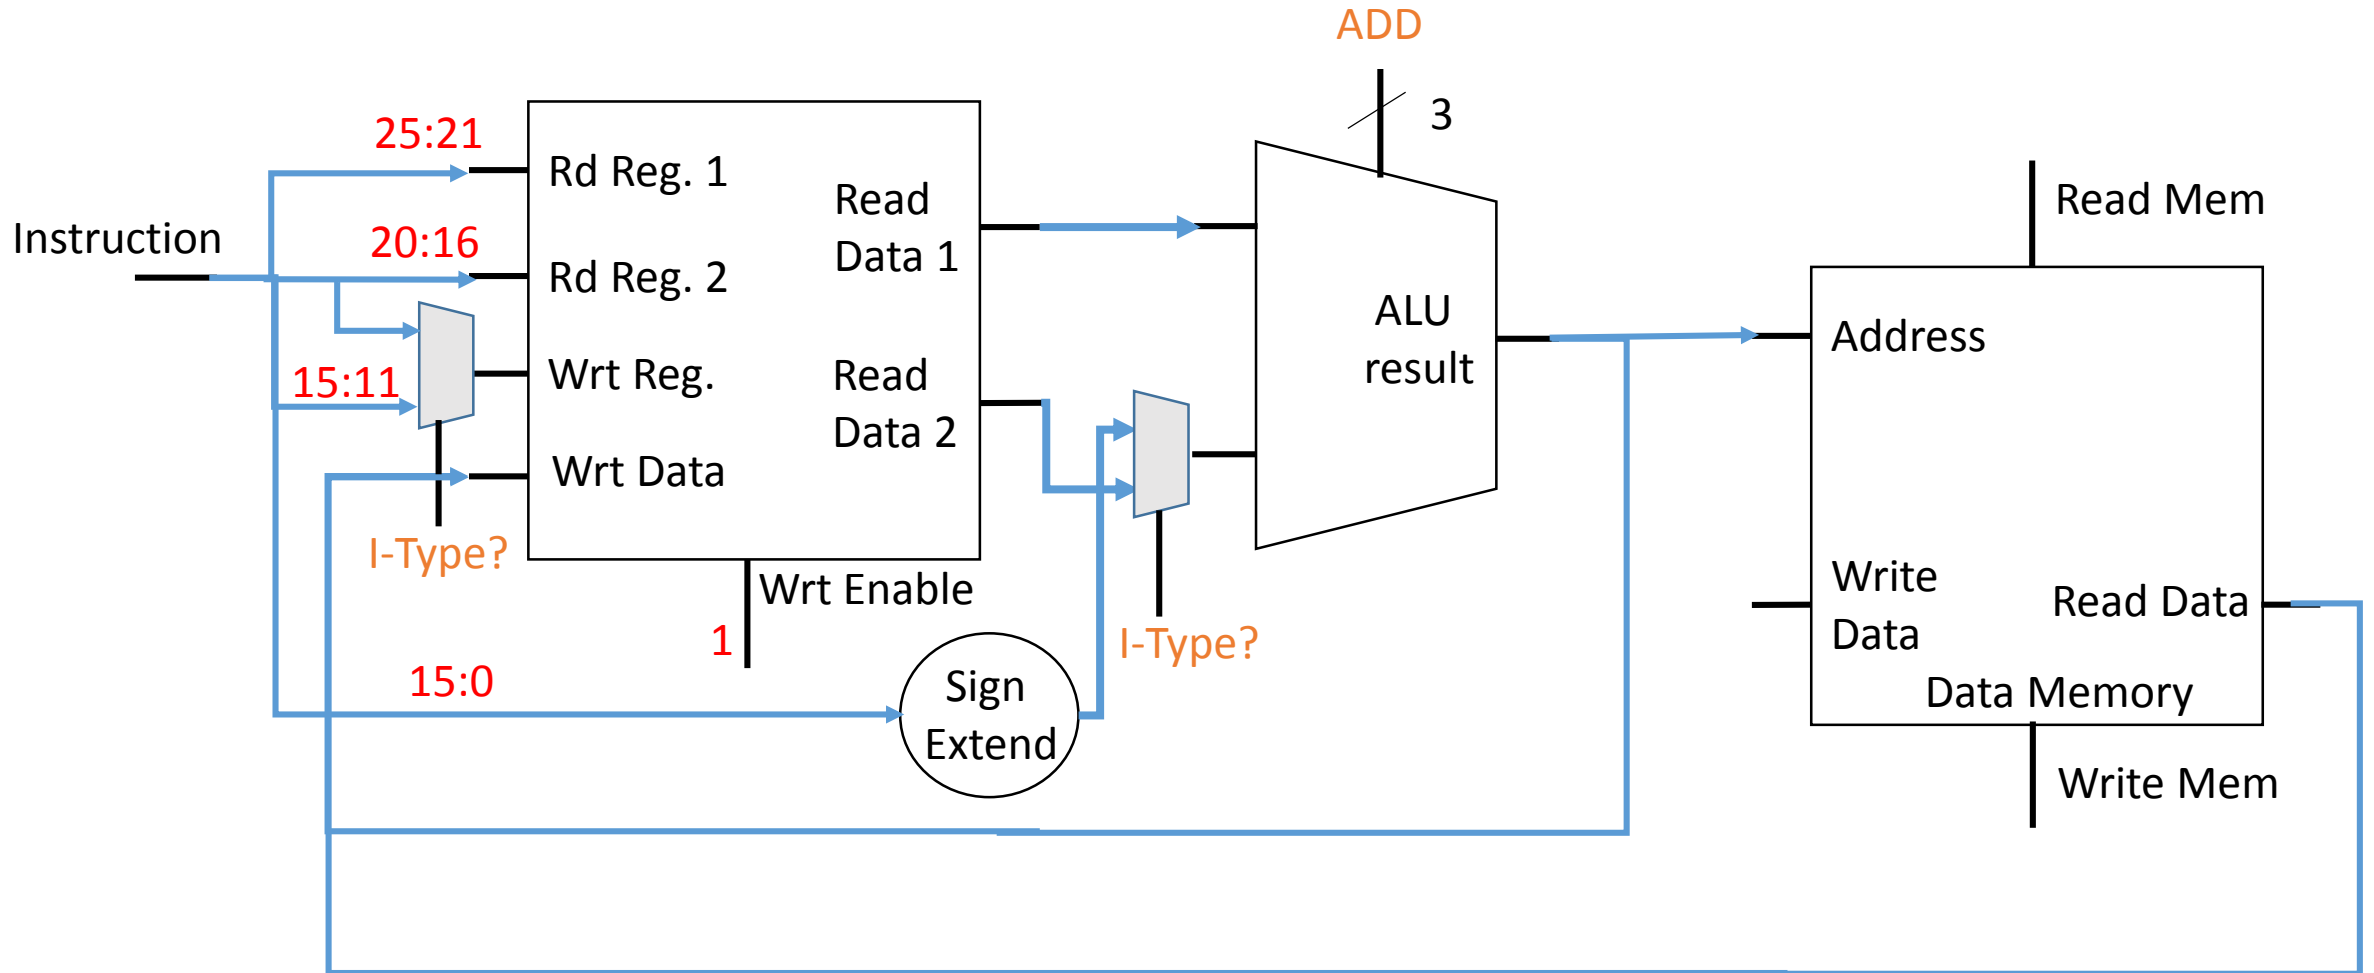 ADD
3
25:21
Rd Reg. 1
Read
Data 1
Read Mem
Instruction
20:16
Rd Reg. 2
ALU
result
Address
15:11
Wrt Reg.
Read
Data 2
Wrt Data
I-Type?
Wrt Enable
1
I-Type?
Write
Data
Read Data
15:0
Sign
Extend
Data Memory
Write Mem